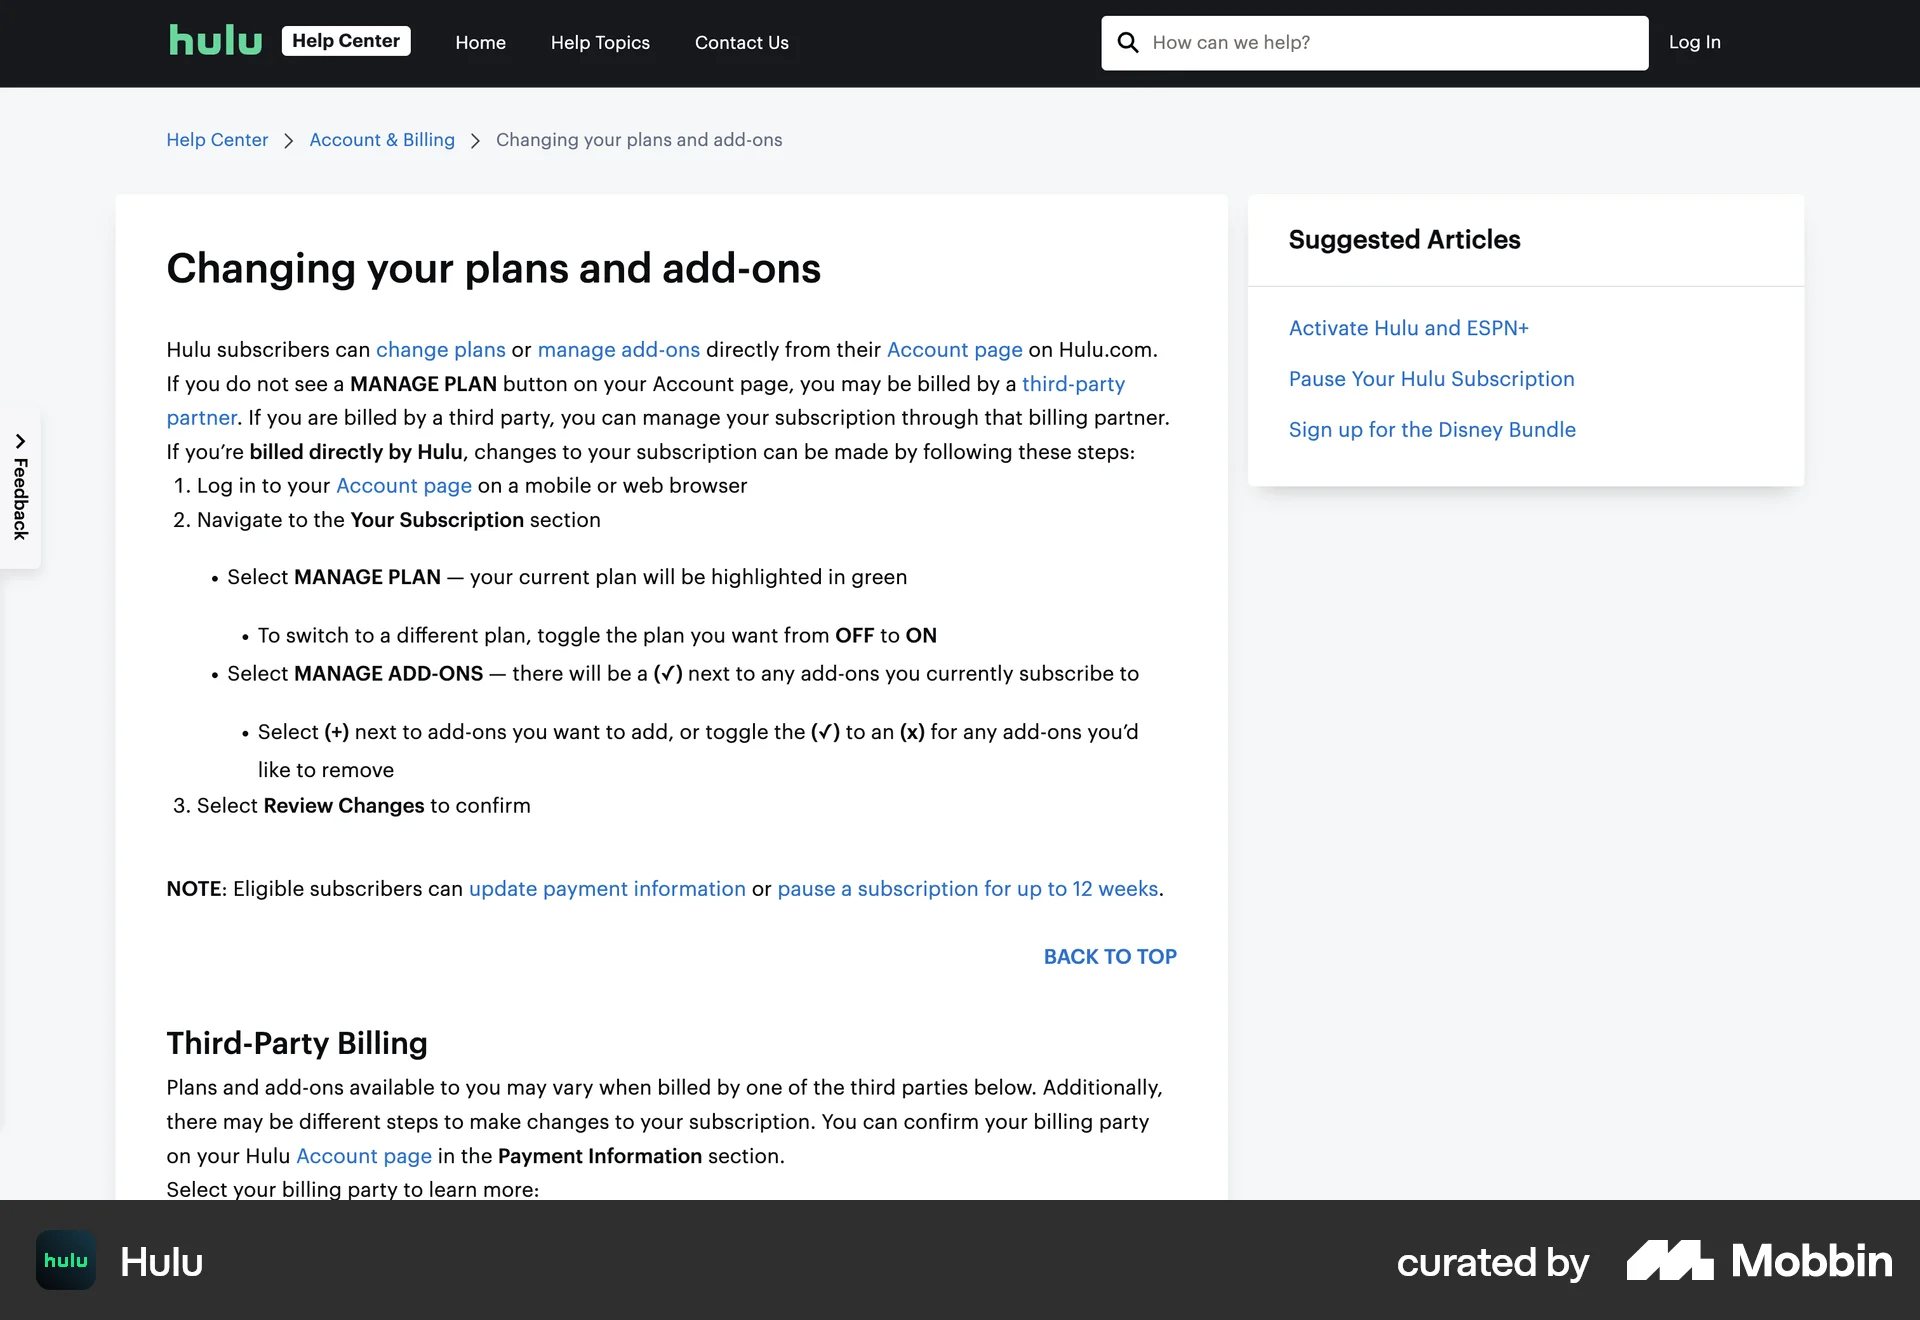 hulu Help Center Home Help Topics Contact Us How can we help? Log In
Help Center > Account & Billing > Changing your plans and add-ons
Changing your plans and add-ons
Hulu subscribers can change plans or manage add-ons directly from their Account page on Hulu.com.
If you do not see a MANAGE PLAN button on your Account page, you may be billed by a third-party
partner. If you are billed by a third party, you can manage your subscription through that billing partner.
If you’re billed directly by Hulu, changes to your subscription can be made by following these steps:
1. Log in to your Account page on a mobile or web browser
2. Navigate to the Your Subscription section
• Select MANAGE PLAN — your current plan will be highlighted in green
• To switch to a different plan, toggle the plan you want from OFF to ON
• Select MANAGE ADD-ONS — there will be a (✓) next to any add-ons you currently subscribe to
• Select (+) next to add-ons you want to add, or toggle the (✓) to an (x) for any add-ons you’d
like to remove
3. Select Review Changes to confirm
NOTE: Eligible subscribers can update payment information or pause a subscription for up to 12 weeks.
BACK TO TOP
Third-Party Billing
Plans and add-ons available to you may vary when billed by one of the third parties below. Additionally,
there may be different steps to make changes to your subscription. You can confirm your billing party
on your Hulu Account page in the Payment Information section.
Select your billing party to learn more:
Suggested Articles
Activate Hulu and ESPN+
Pause Your Hulu Subscription
Sign up for the Disney Bundle
Feedback
hulu Hulu
curated by Mobbin